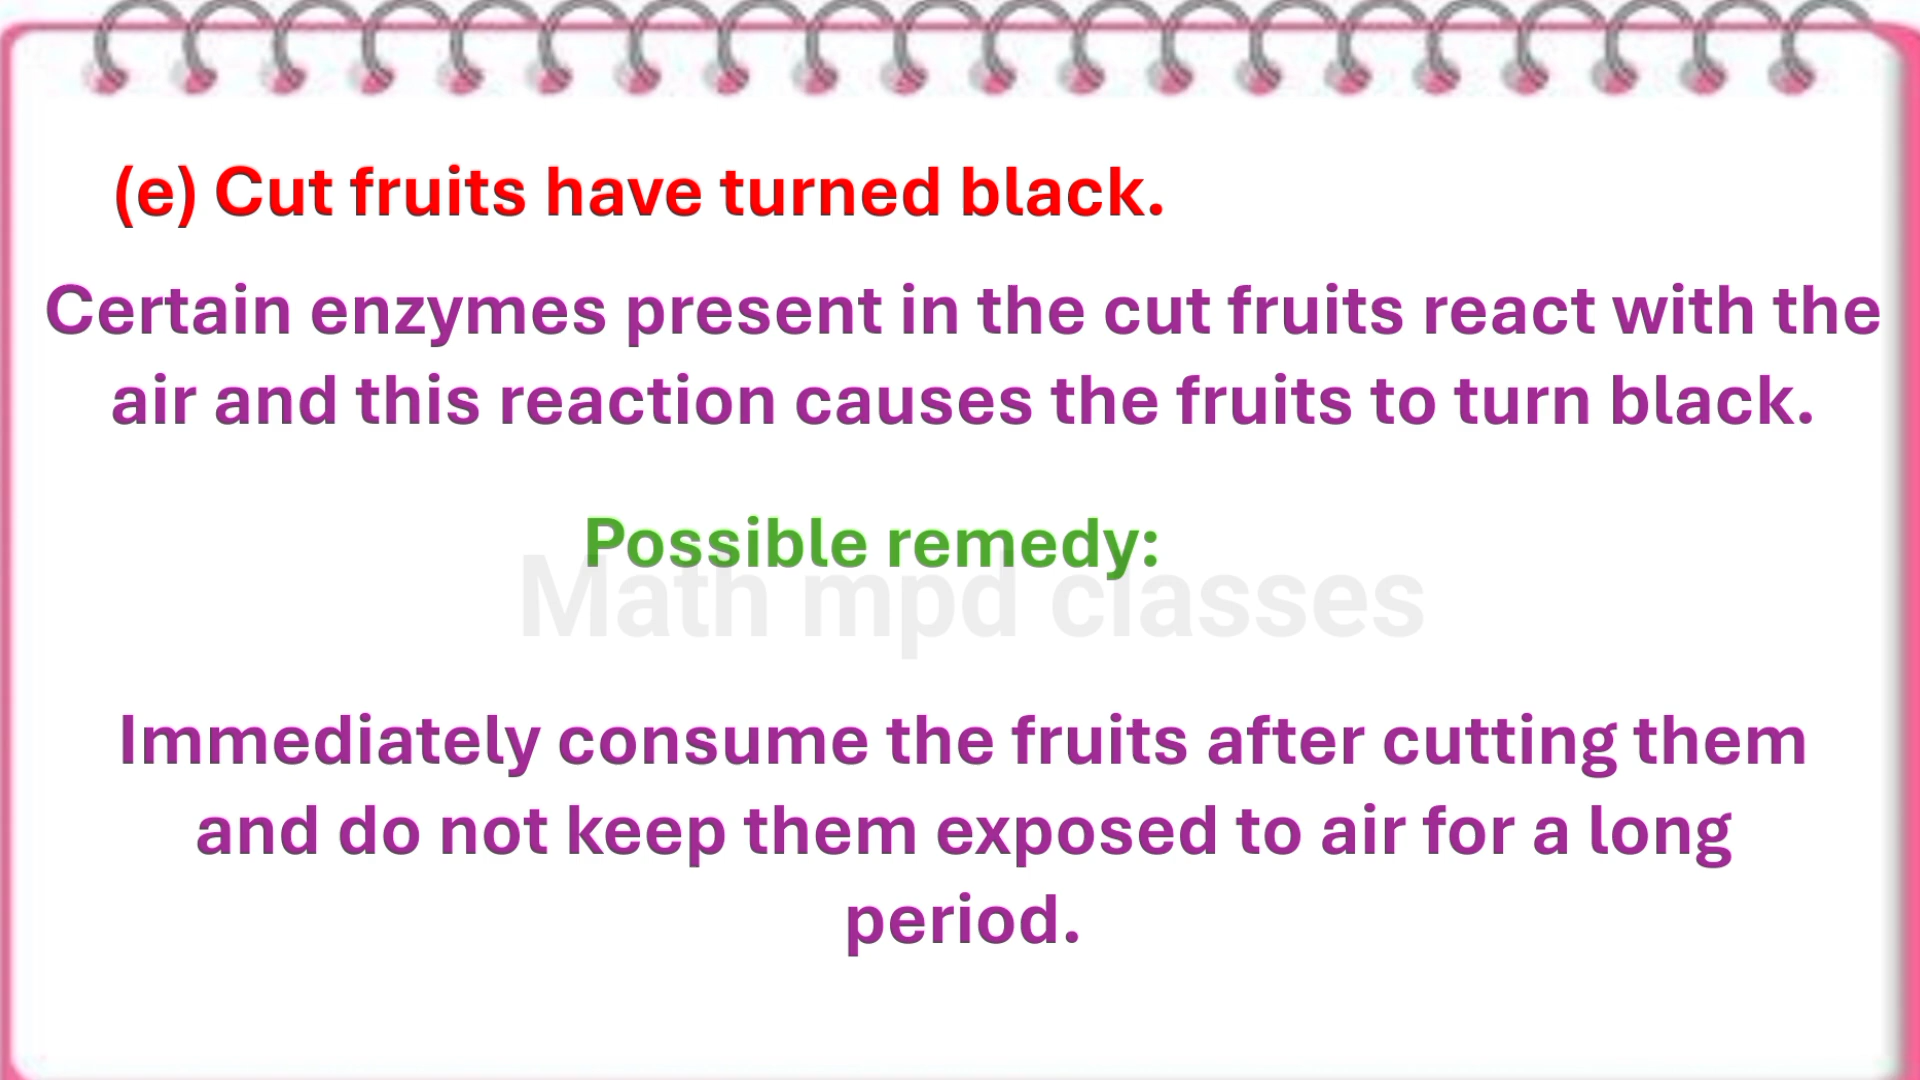 (e) Cut fruits have turned black.
Certain enzymes present in the cut fruits react with the
air and this reaction causes the fruits to turn black.
Possible remedy:
Math mpd classes
Immediately consume the fruits after cutting them
and do not keep them exposed to air for a long
period.